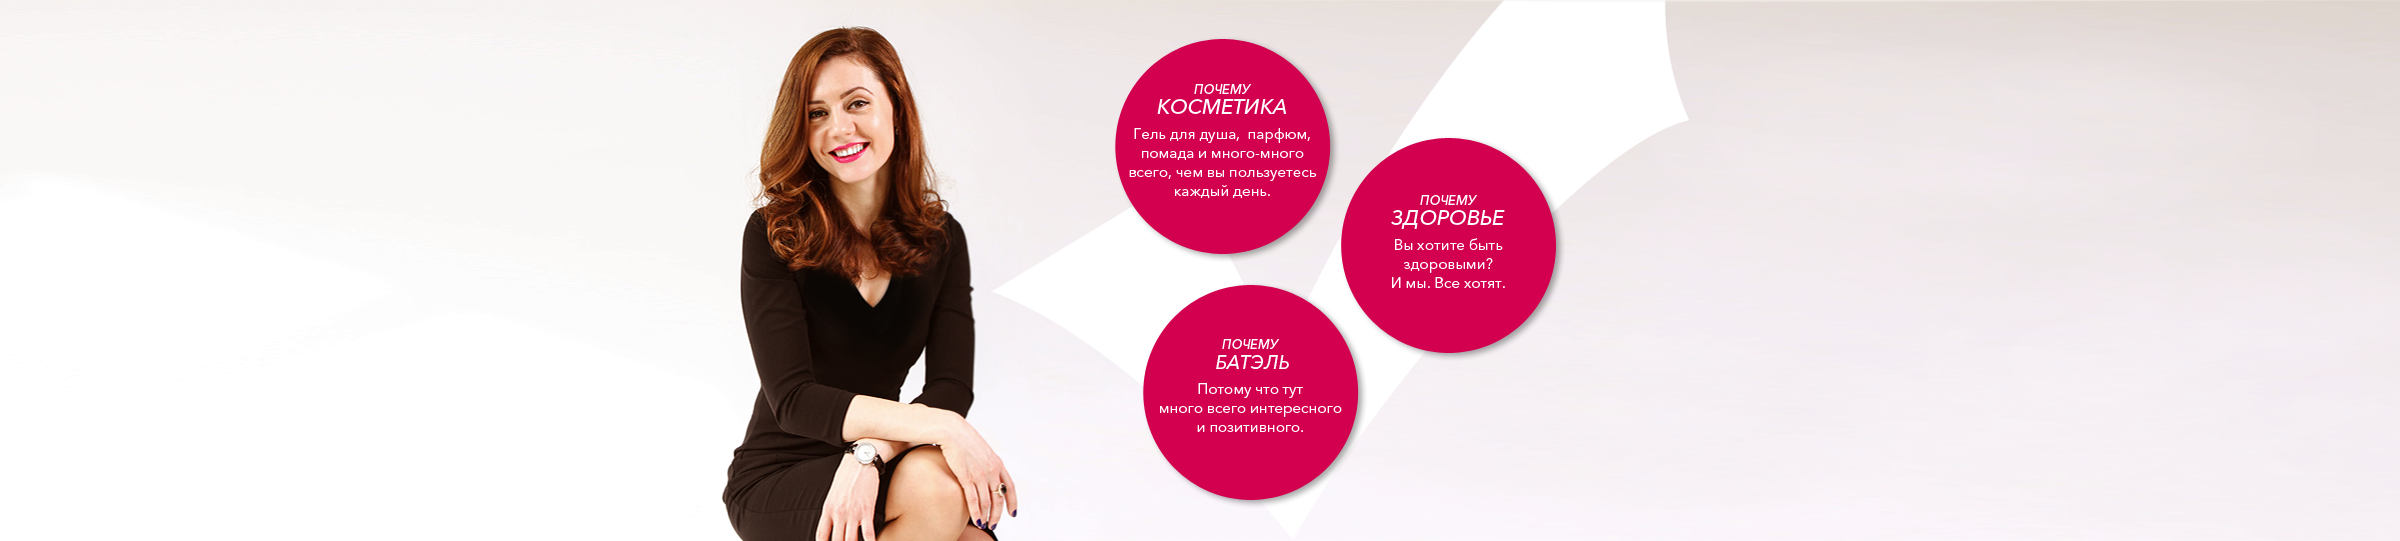 ПОЧЕМУ
КОСМЕТИКА
Гель для душа,  парфюм,
помада и много-много
всего, чем вы пользуетесь
каждый день.
ПОЧЕМУ
ЗДОРОВЬЕ
Вы хотите быть
здоровыми?
И мы. Все хотят.
ПОЧЕМУ
БАТЭЛЬ
Потому что тут
много всего интересного
и позитивного.